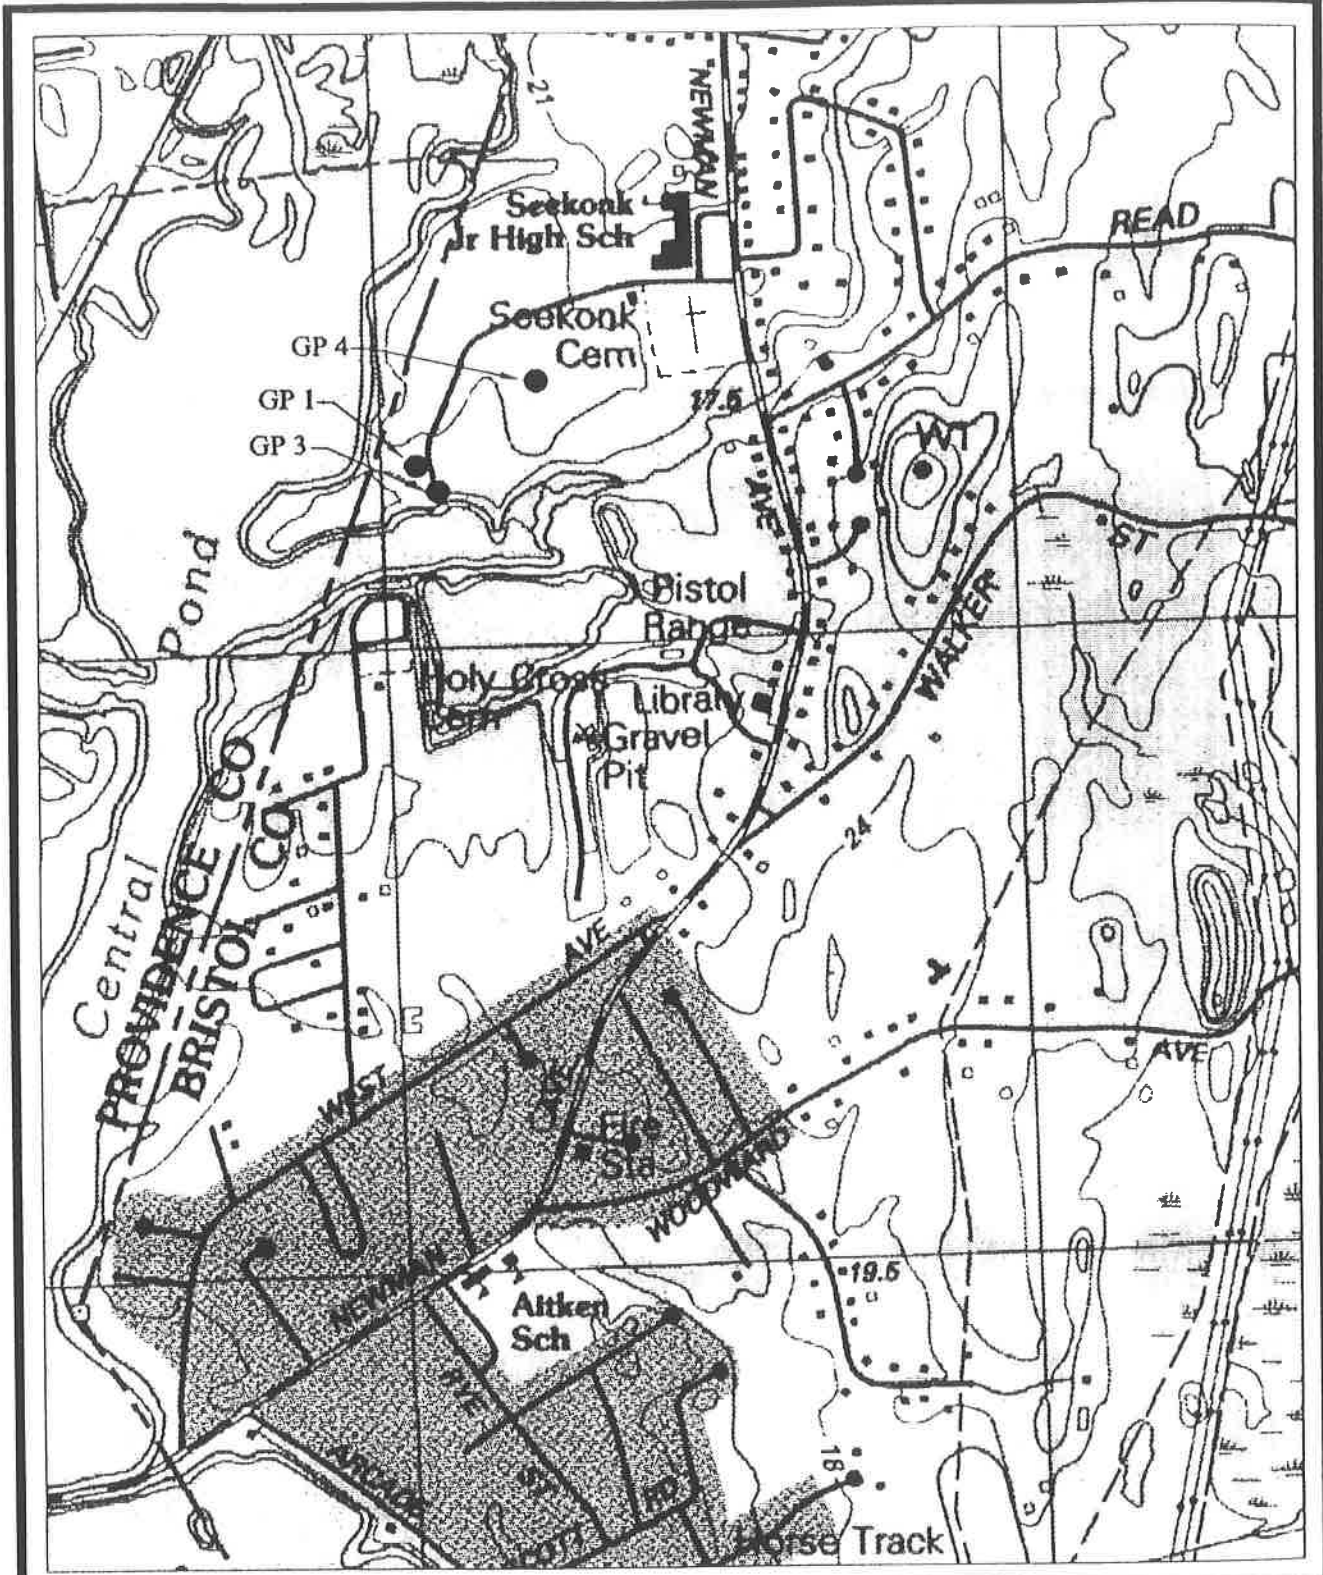 21
NEWMAN
READ
Seekonk
Jr High Sch
Seekonk
Cem
GP 4
GP 1
GP 3
17.5
WT
AVE
ST
Pond
Pistol
Range
WALKER
Holy Cross
Cem
Library
Gravel
Pit
PROVIDENCE CO
BRISTOL CO
Central
24
AVE
WEST
AVE
AVE
Fire
Sta
WOODWARD
19.5
NEWMAN
Aitken
Sch
AVE
ARCADE
ST
RD
18
COTT
Horse Track